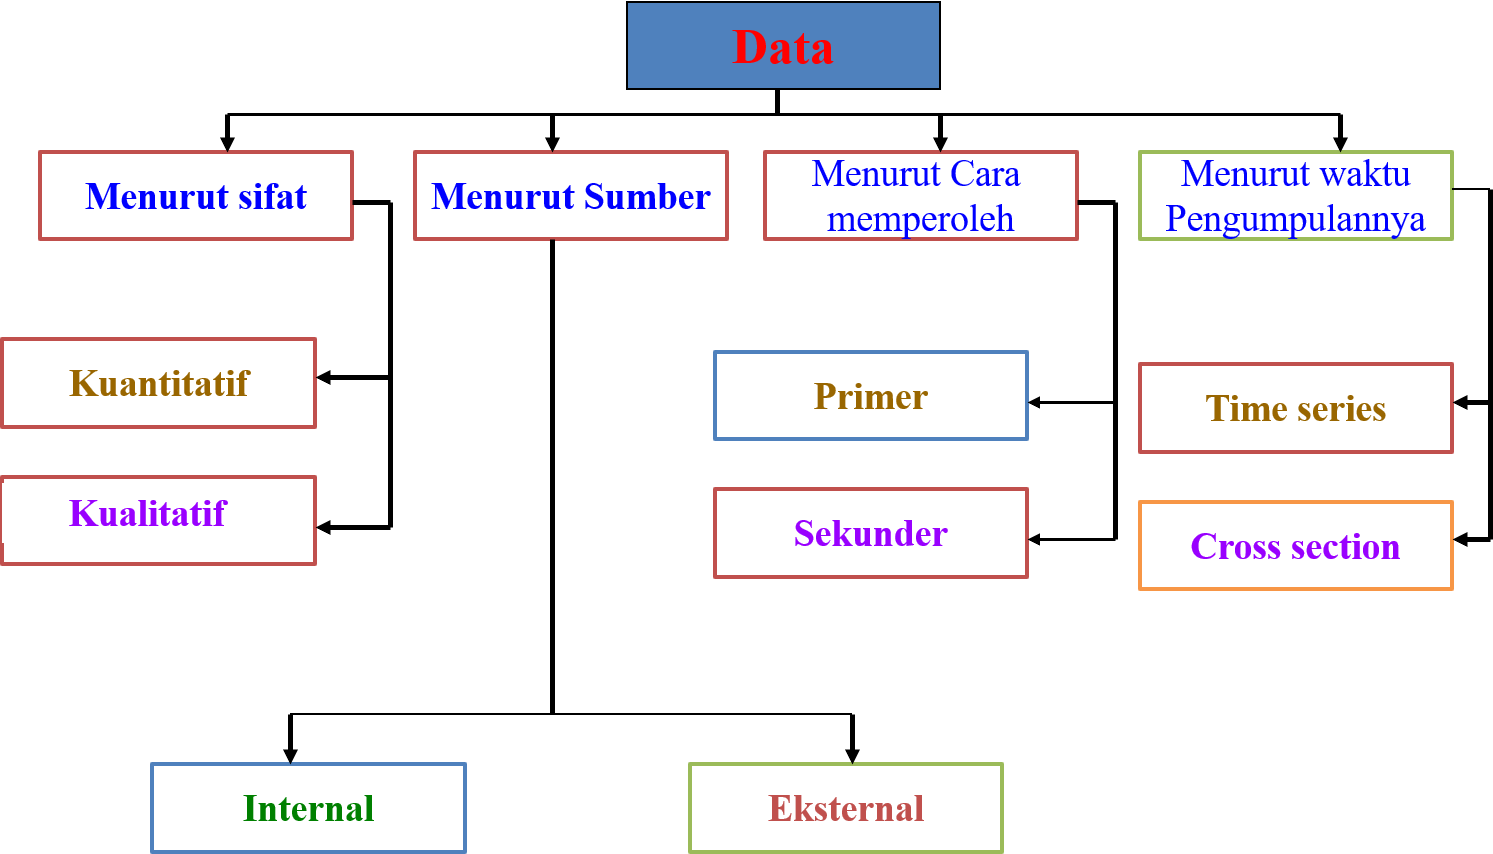 Data
Menurut sifat
Menurut Sumber
Menurut Cara
memperoleh
Menurut waktu
Pengumpulannya
Kuantitatif
Kualitatif
Primer
Sekunder
Time series
Cross section
Internal
Eksternal